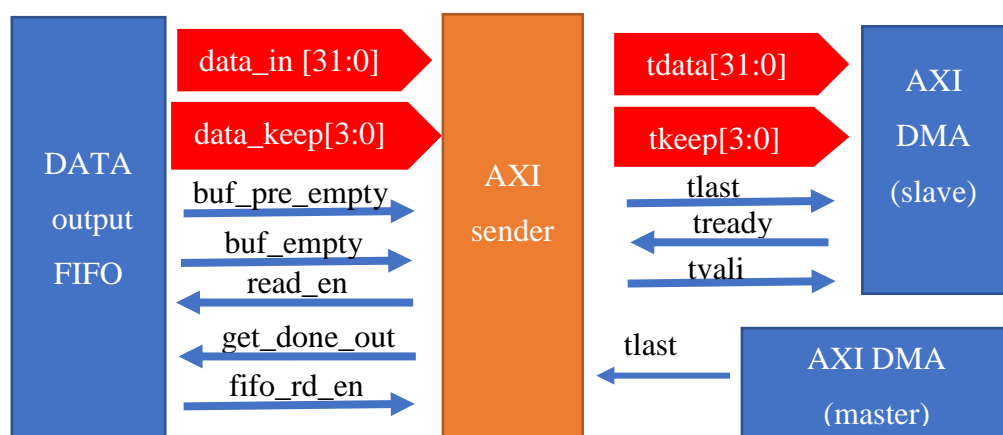 DATA
output
FIFO
data_in [31:0]
data_keep[3:0]
buf_pre_empty
buf_empty
read_en
get_done_out
fifo_rd_en
AXI
sender
tdata[31:0]
tkeep[3:0]
tlast
tready
tvali
tlast
AXI
DMA
(slave)
AXI DMA
(master)